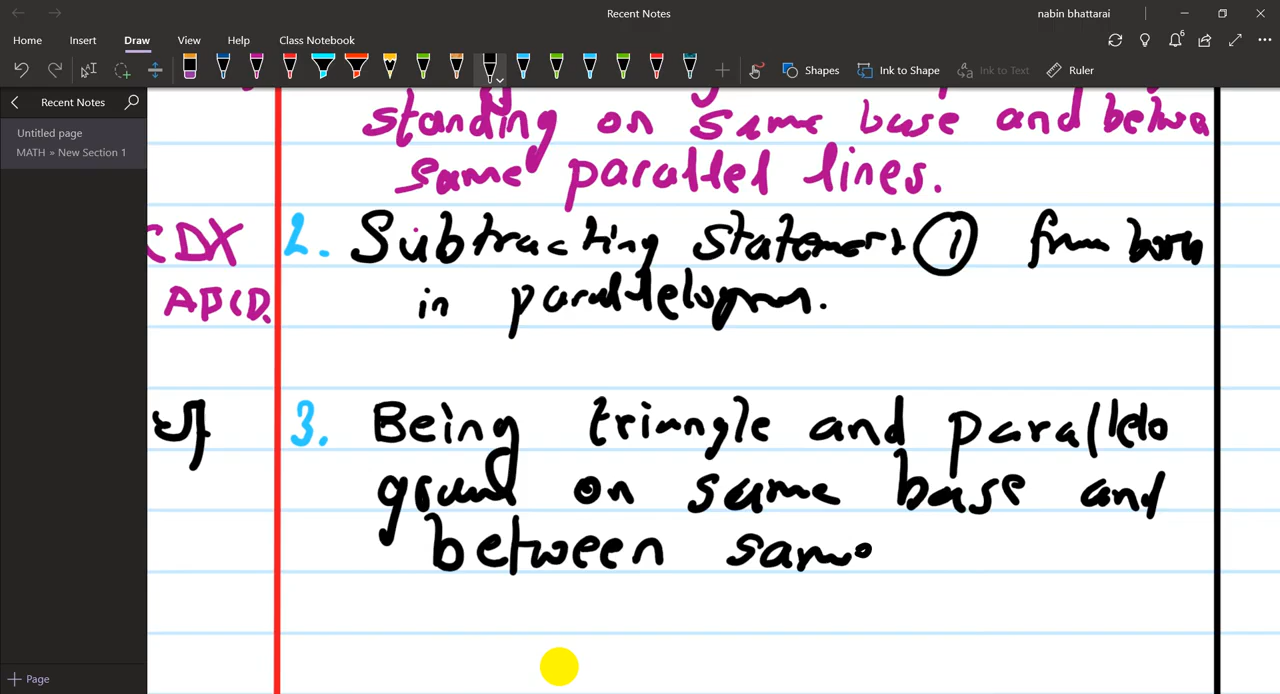 Recent Notes
nabin bhattarai
Home Insert Draw View Help Class Notebook
6
Shapes Ink to Shape Ink to Text Ruler
Recent Notes
Untitled page
MATH » New Section 1
standing on same base and betwe
same parallel lines.
CDX 2. Subtracting statement ① from both
ABCD. in parallelogram.
3. Being triangle and parallelo
gram on same base and
between same
Page